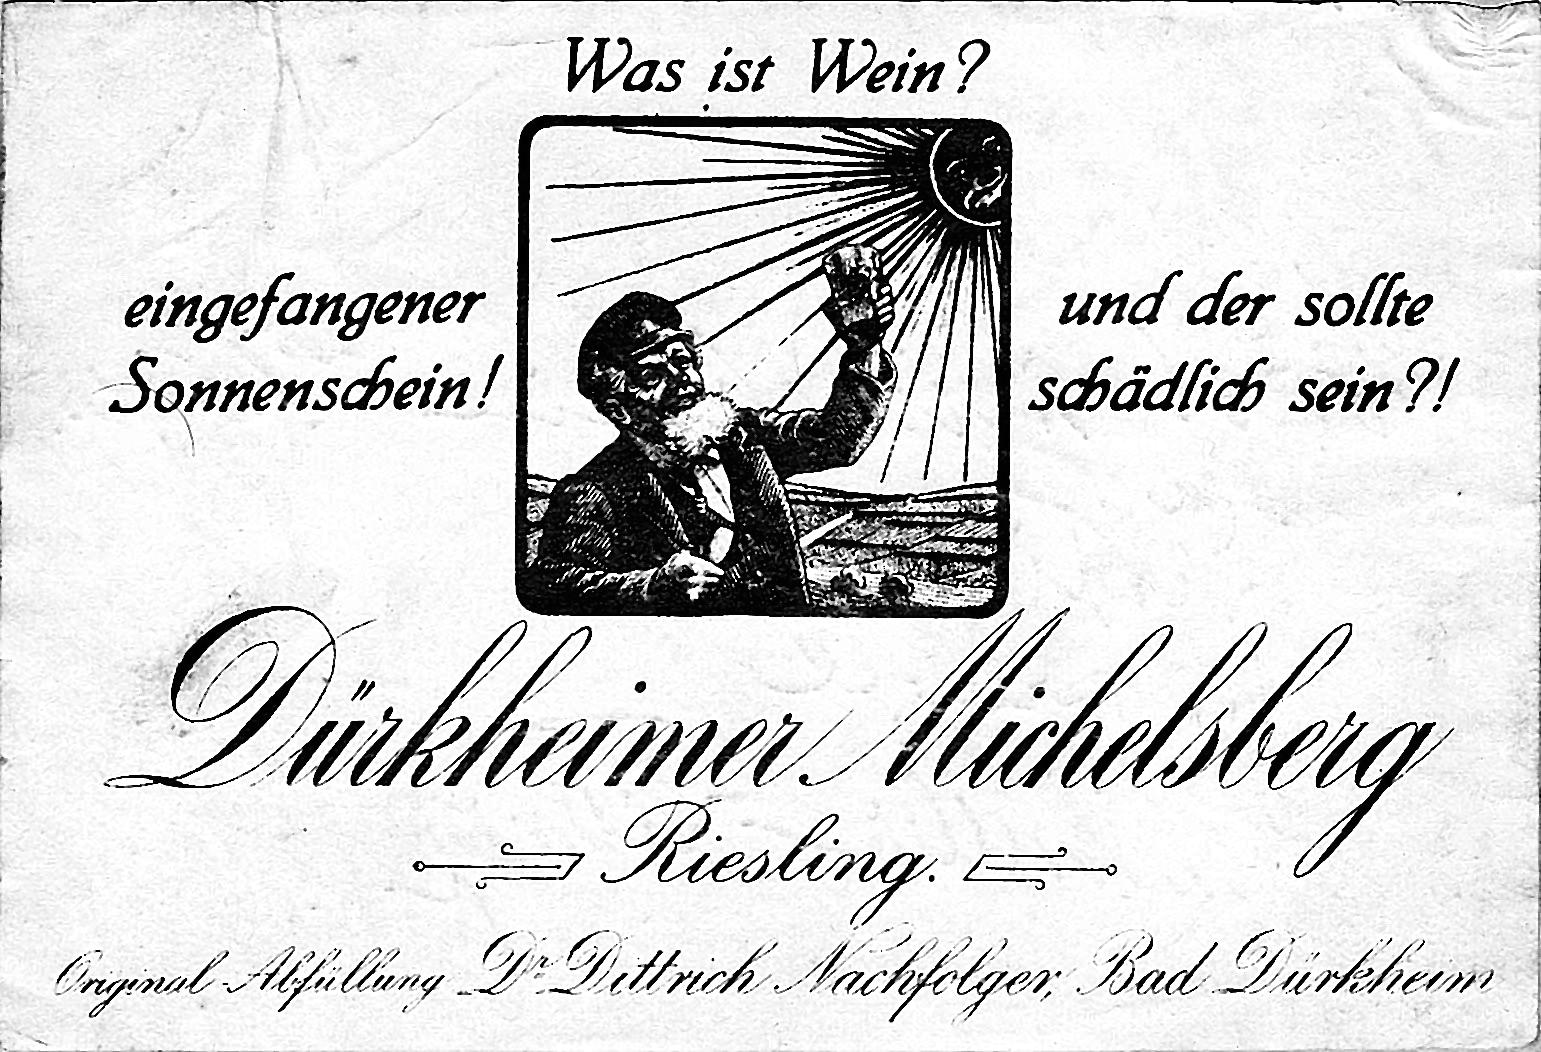 Was ist Wein?
eingefangener
Sonnenschein!
und der sollte
schädlich sein?!
Dürkheimer Michelsberg
Riesling.
Original-Abfüllung Dr Dittrich Nachfolger, Bad Dürkheim